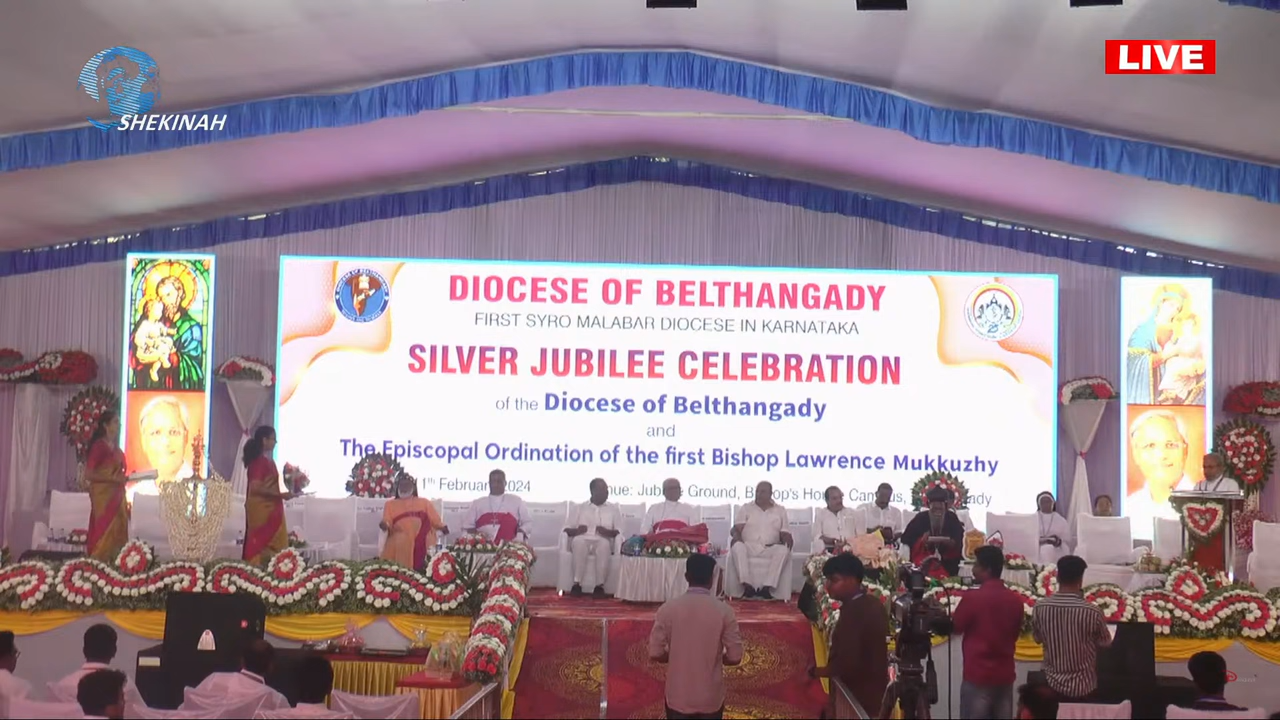 LIVE
SHEKINAH
DIOCESE OF BELTHANGADY
FIRST SYRO MALABAR DIOCESE IN KARNATAKA
SILVER JUBILEE CELEBRATION
of the Diocese of Belthangady
and
The Episcopal Ordination of the first Bishop Lawrence Mukkuzhy
1st February 2024 Jubilee Ground, Bishop's House Campus,